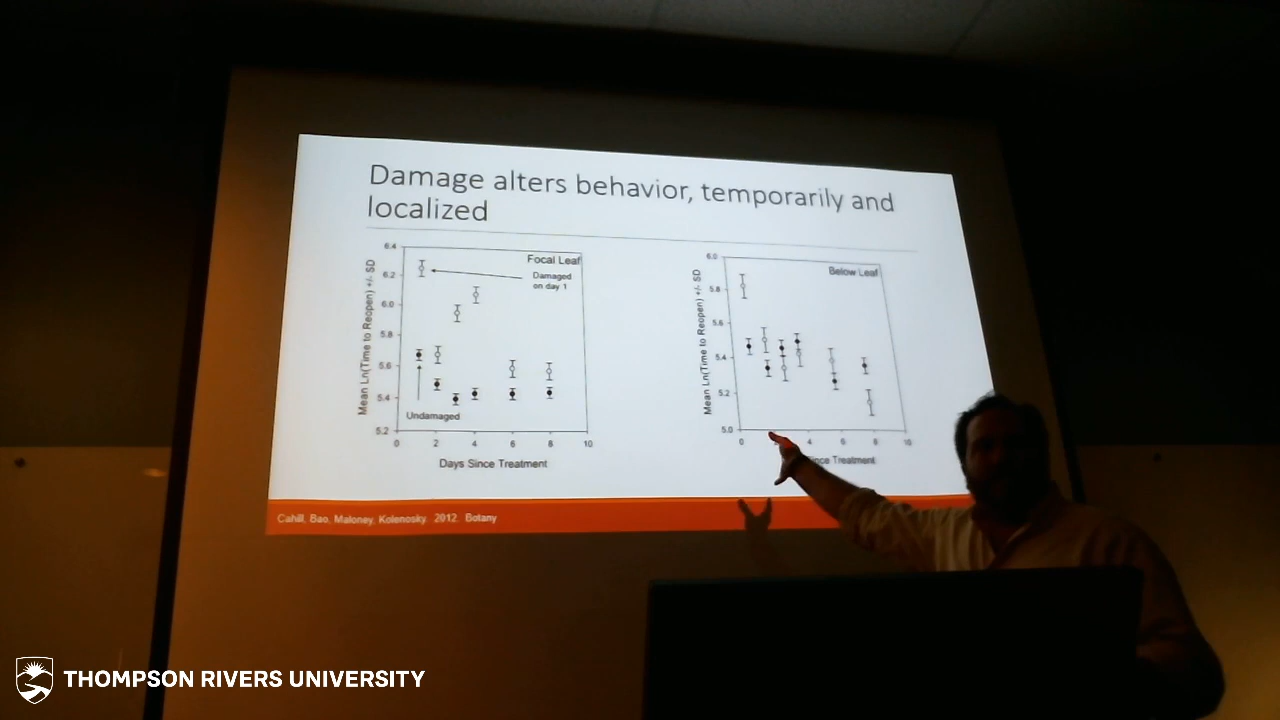 Damage alters behavior, temporarily and
localized
6.4
6.2
6.0
5.8
5.6
5.4
5.2
Mean Ln(Time to Reopen) +/- SD
Focal Leaf
Damaged
on day 1
Undamaged
0 2 4 6 8 10
Days Since Treatment
6.0
5.8
5.6
5.4
5.2
5.0
Mean Ln(Time to Reopen) +/- SD
Below Leaf
0 4 6 8 10
Since Treatment
Cahill, Bao, Maloney, Kolenosky 2012 Botany
THOMPSON RIVERS UNIVERSITY